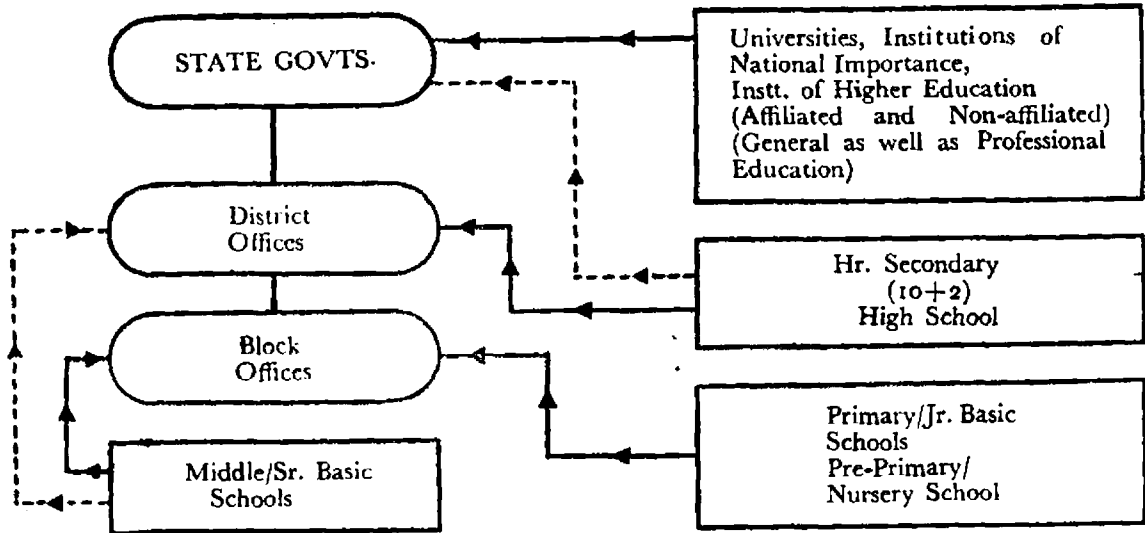 STATE GOVTS.
Universities, Institutions of
National Importance,
Instt. of Higher Education
(Affiliated and Non-affiliated)
(General as well as Professional
Education)
District
Offices
Hr. Secondary
(10+2)
High School
Block
Offices
Primary/Jr. Basic
Schools
Pre-Primary/
Nursery School
Middle/Sr. Basic
Schools